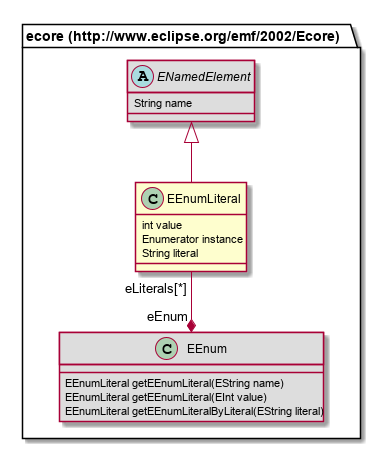 ecore (http://www.eclipse.org/emf/2002/Ecore)
A ENamedElement
String name
C EEnumLiteral
int value
Enumerator instance
String literal
eLiterals[*]
eEnum
C EEnum
EEnumLiteral getEEnumLiteral(EString name)
EEnumLiteral getEEnumLiteral(EInt value)
EEnumLiteral getEEnumLiteralByLiteral(EString literal)